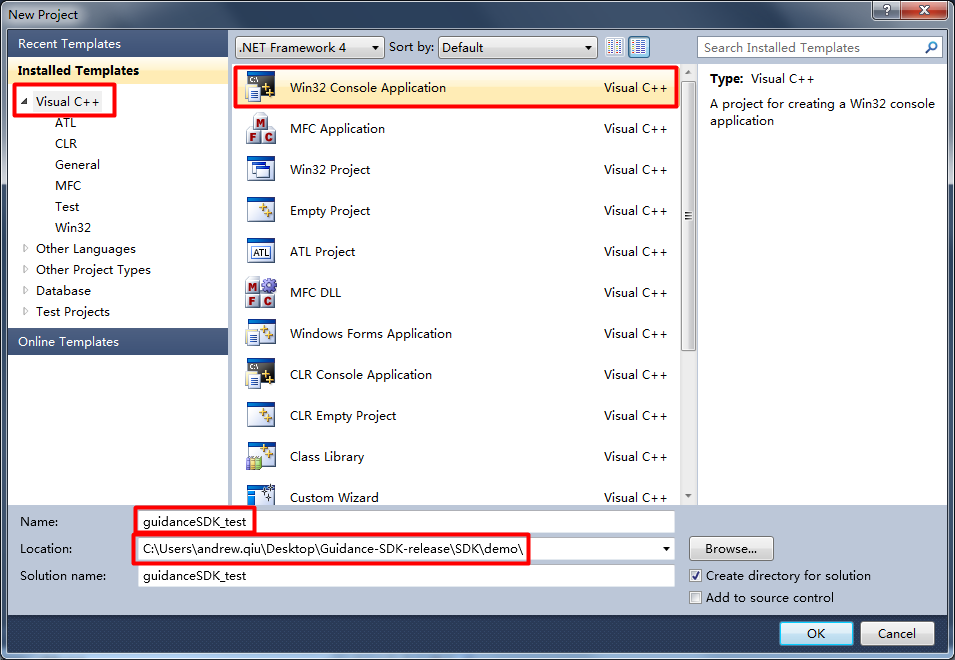 New Project
Recent Templates
.NET Framework 4
Sort by:
Default
Search Installed Templates
Installed Templates
Visual C++
ATL
CLR
General
MFC
Test
Win32
Other Languages
Other Project Types
Database
Test Projects
Online Templates
Win32 Console Application Visual C++
MFC Application Visual C++
Win32 Project Visual C++
Empty Project Visual C++
ATL Project Visual C++
MFC DLL Visual C++
Windows Forms Application Visual C++
CLR Console Application Visual C++
CLR Empty Project Visual C++
Class Library Visual C++
Custom Wizard Visual C++
Type: Visual C++
A project for creating a Win32 console
application
Name: guidanceSDK_test
Location: C:\Users\andrew.qiu\Desktop\Guidance-SDK-release\SDK\demo\
Browse...
Solution name: guidanceSDK_test
Create directory for solution
Add to source control
OK
Cancel